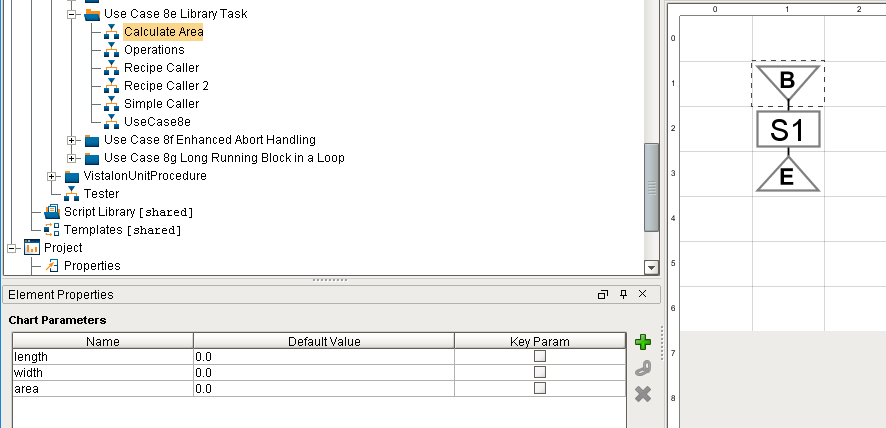 Use Case 8e Library Task
Calculate Area
Operations
Recipe Caller
Recipe Caller 2
Simple Caller
UseCase8e
Use Case 8f Enhanced Abort Handling
Use Case 8g Long Running Block in a Loop
VistalonUnitProcedure
Tester
Script Library [shared]
Templates [shared]
Project
Properties
Element Properties
Chart Parameters
Name Default Value Key Param
length 0.0
width 0.0
area 0.0
0 1 2
0
1
2
3
4
5
6
7
8
B
S1
E